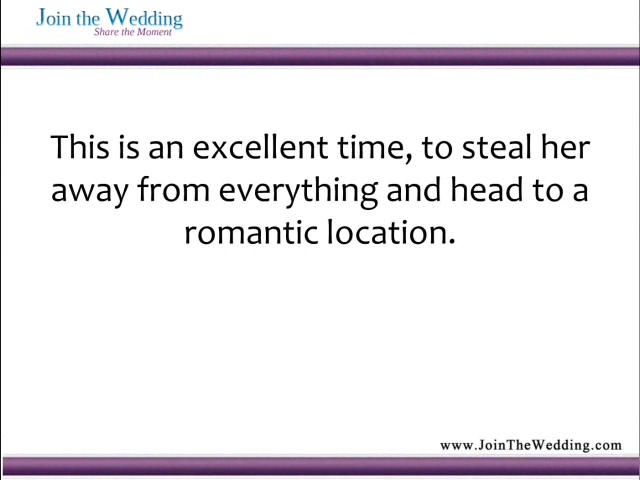 Join the Wedding
Share the Moment
This is an excellent time, to steal her
away from everything and head to a
romantic location.
www.JoinTheWedding.com